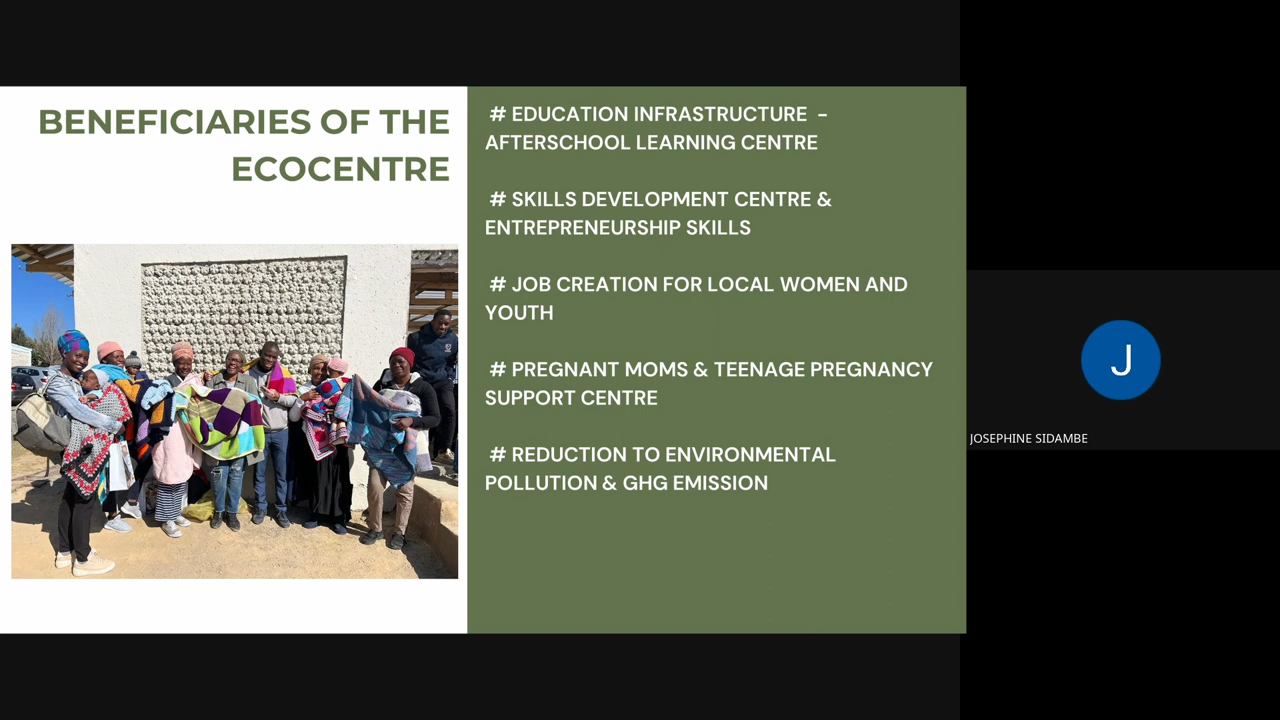 BENEFICIARIES OF THE
ECOCENTRE
# EDUCATION INFRASTRUCTURE -
AFTERSCHOOL LEARNING CENTRE
# SKILLS DEVELOPMENT CENTRE &
ENTREPRENEURSHIP SKILLS
# JOB CREATION FOR LOCAL WOMEN AND
YOUTH
# PREGNANT MOMS & TEENAGE PREGNANCY
SUPPORT CENTRE
# REDUCTION TO ENVIRONMENTAL
POLLUTION & GHG EMISSION
J
JOSEPHINE SIDAMBE